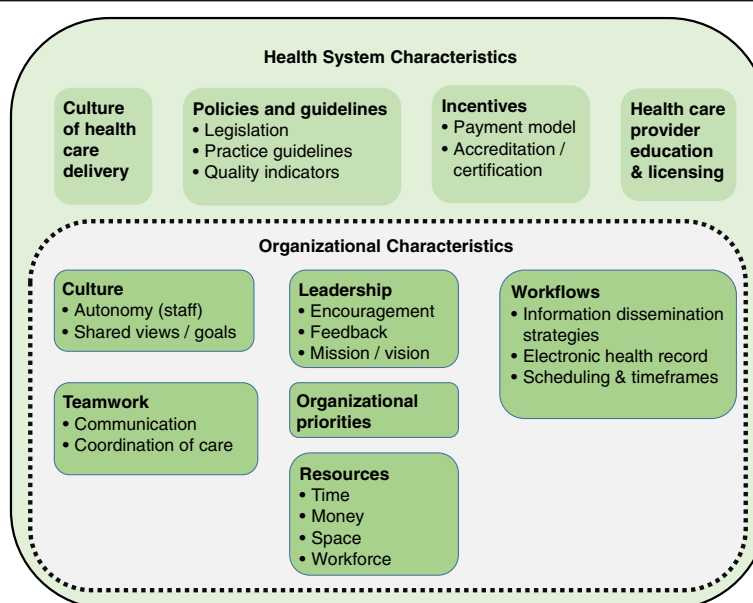 Health System Characteristics
Culture
of health
care
delivery
Policies and guidelines
• Legislation
• Practice guidelines
• Quality indicators
Incentives
• Payment model
• Accreditation /
certification
Health care
provider
education
& licensing
Organizational Characteristics
Culture
• Autonomy (staff)
• Shared views / goals
Leadership
• Encouragement
• Feedback
• Mission / vision
Workflows
• Information dissemination
strategies
• Electronic health record
• Scheduling & timeframes
Teamwork
• Communication
• Coordination of care
Organizational
priorities
Resources
• Time
• Money
• Space
• Workforce